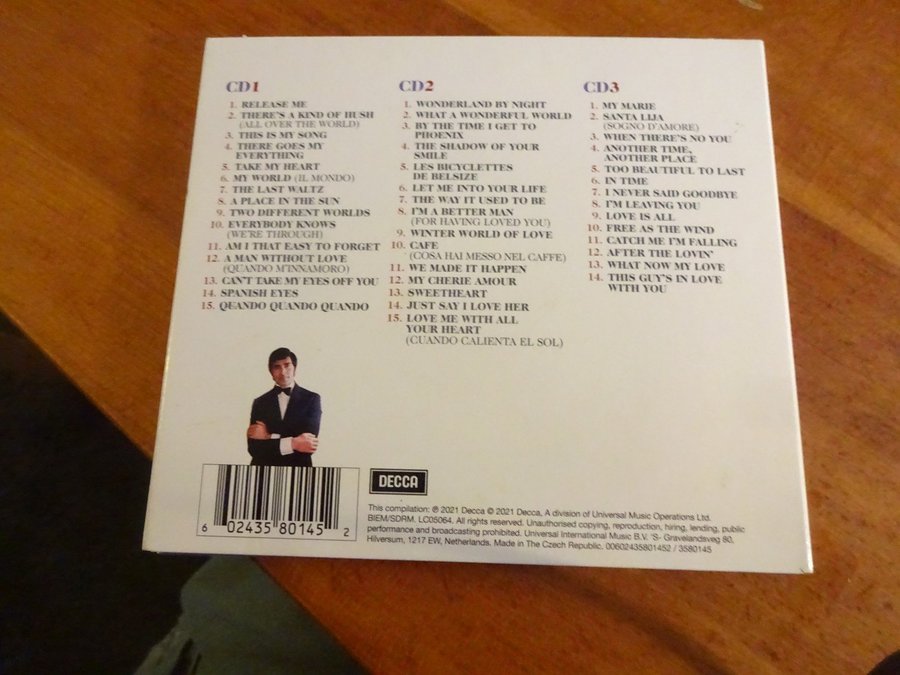 CD1
1. RELEASE ME
2. THERE'S A KIND OF HUSH
(ALL OVER THE WORLD)
3. THIS IS MY SONG
4. THERE GOES MY
EVERYTHING
5. TAKE MY HEART
6. MY WORLD (IL MONDO)
7. THE LAST WALTZ
8. A PLACE IN THE SUN
9. TWO DIFFERENT WORLDS
10. EVERYBODY KNOWS
(WE'RE THROUGH)
11. AM I THAT EASY TO FORGET
12. A MAN WITHOUT LOVE
(QUANDO M'INNAMORO)
13. CAN'T TAKE MY EYES OFF YOU
14. SPANISH EYES
15. QUANDO QUANDO QUANDO
CD2
1. WONDERLAND BY NIGHT
2. WHAT A WONDERFUL WORLD
3. BY THE TIME I GET TO
PHOENIX
4. THE SHADOW OF YOUR
SMILE
5. LES BICYCLETTES
DE BELSIZE
6. LET ME INTO YOUR LIFE
7. THE WAY IT USED TO BE
8. I'M A BETTER MAN
(FOR HAVING LOVED YOU)
9. WINTER WORLD OF LOVE
10. CAFE
(COSA HAI MESSO NEL CAFFE)
11. WE MADE IT HAPPEN
12. MY CHERIE AMOUR
13. SWEETHEART
14. JUST SAY I LOVE HER
15. LOVE ME WITH ALL
YOUR HEART
(CUANDO CALIENTA EL SOL)
CD3
1. MY MARIE
2. SANTA LIJA
(SOGNO D'AMORE)
3. WHEN THERE'S NO YOU
4. ANOTHER TIME,
ANOTHER PLACE
5. TOO BEAUTIFUL TO LAST
6. IN TIME
7. I NEVER SAID GOODBYE
8. I'M LEAVING YOU
9. LOVE IS ALL
10. FREE AS THE WIND
11. CATCH ME I'M FALLING
12. AFTER THE LOVIN'
13. WHAT NOW MY LOVE
14. THIS GUY'S IN LOVE
WITH YOU
DECCA
6 02435 80145 2
This compilation: ℗ 2021 Decca © 2021 Decca, A division of Universal Music Operations Ltd.
BIEM/SDRM. LC05064. All rights reserved. Unauthorised copying, reproduction, hiring, lending, public
performance and broadcasting prohibited. Universal International Music B.V. 'S- Gravelandsveg 80,
Hilversum, 1217 EW, Netherlands. Made in The Czech Republic. 00602435801452 / 3580145